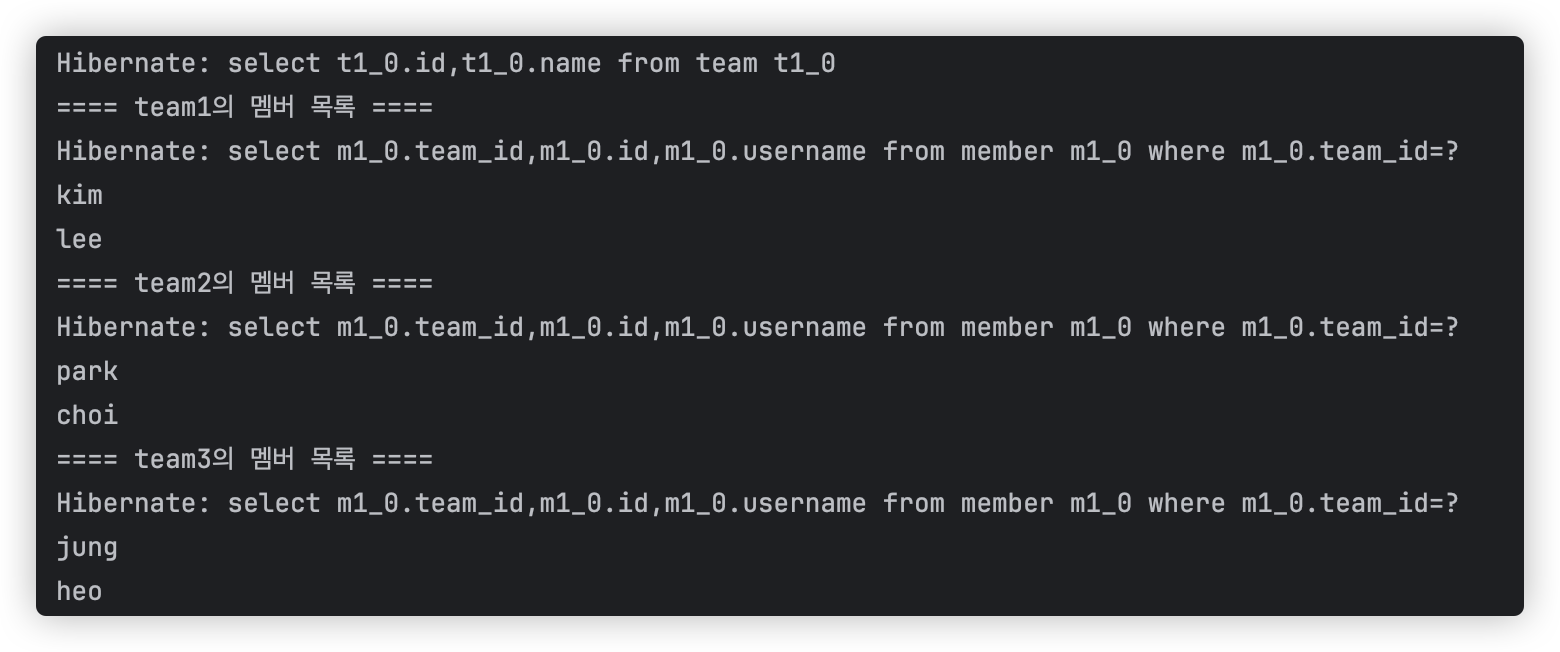 Hibernate: select t1_0.id,t1_0.name from team t1_0
==== team1의 멤버 목록 ====
Hibernate: select m1_0.team_id,m1_0.id,m1_0.username from member m1_0 where m1_0.team_id=?
kim
lee
==== team2의 멤버 목록 ====
Hibernate: select m1_0.team_id,m1_0.id,m1_0.username from member m1_0 where m1_0.team_id=?
park
choi
==== team3의 멤버 목록 ====
Hibernate: select m1_0.team_id,m1_0.id,m1_0.username from member m1_0 where m1_0.team_id=?
jung
heo